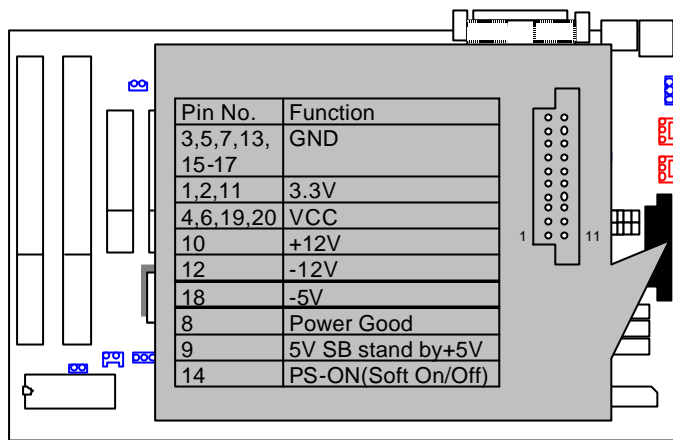 Pin No. Function
3,5,7,13, GND
15-17
1,2,11 3.3V
4,6,19,20 VCC
10 +12V
12 -12V
18 -5V
8 Power Good
9 5V SB stand by+5V
14 PS-ON(Soft On/Off)
1 11